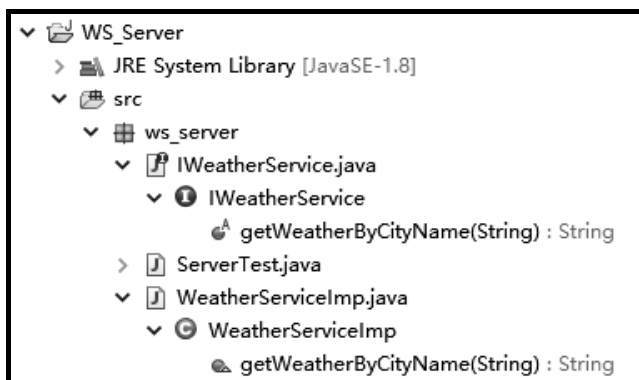 WS_Server
JRE System Library [JavaSE-1.8]
src
ws_server
IWeatherService.java
IWeatherService
getWeatherByCityName(String) : String
ServerTest.java
WeatherServiceImp.java
WeatherServiceImp
getWeatherByCityName(String) : String